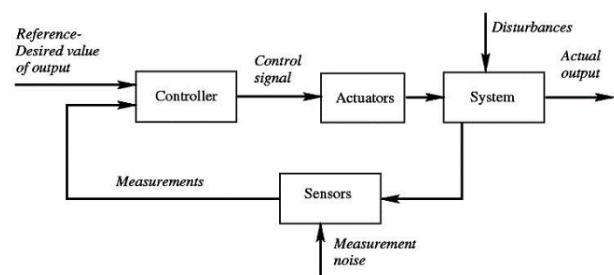 Reference-
Desired value
of output
Control
signal
Disturbances
Actual
output
Controller
Actuators
System
Measurements
Sensors
Measurement
noise